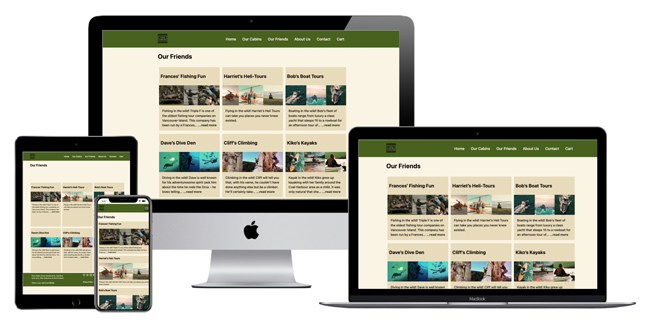 Home Our Cabins Our Friends About Us Contact Cart
Our Friends
Frances' Fishing Fun Harriet's Heli-Tours Bob's Boat Tours
Fishing in the wild! Triple F is one of Flying in the wild! Harriet's Heli Tours Boating in the wild! Bob's fleet of
the oldest fishing tour companies on can take you places you never knew boats range from luxury a class
Vancouver Island. This company has existed. yacht that sleeps 13 to a rowboat for
been run by a Frances... ...read more an afternoon tour of... ...read more
Dave's Dive Den Cliff's Climbing Kiko's Kayaks
Diving in the wild! Dave is well known Climbing in the wild! Cliff will tell you Kayak in the wild! Kiko grew up
for his adventuresome spirit took him that, with his name, he couldn't have kayaking with her family around the
about the time he rode the Orca – he done anything else but be a climber. Coal Harbour area as a child. It was
loves telling... ...read more He'll certainly take... ...read more only natural that she... ...read more
Home Our Cabins Our Friends About Us Contact Cart
Our Friends
Frances' Fishing Fun Harriet's Heli-Tours Bob's Boat Tours
Fishing in the wild! Triple F is one of Flying in the wild! Harriet's Heli Tours Boating in the wild! Bob's fleet of
the oldest fishing tour companies on can take you places you never knew boats range from luxury a class
Vancouver Island. This company has existed. yacht that sleeps 13 to a rowboat for
been run by a Frances... ...read more an afternoon tour of... ...read more
Dave's Dive Den Cliff's Climbing Kiko's Kayaks
Diving in the wild! Dave is well known Climbing in the wild! Cliff will tell you Kayak in the wild! Kiko grew up
MacBook
Our Friends
Frances' Fishing Fun Harriet's Heli-Tours Bob's Boat Tours
Dave's Dive Den Cliff's Climbing
Our Friends
Frances' Fishing Fun
Harriet's Heli-Tours
Bob's Boat Tours